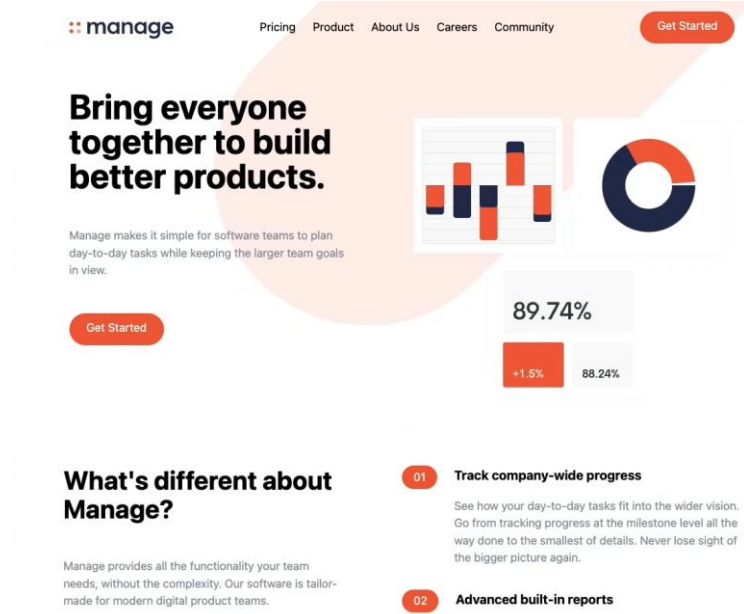 manage
Pricing Product About Us Careers Community
Get Started
Bring everyone
together to build
better products.
Manage makes it simple for software teams to plan
day-to-day tasks while keeping the larger team goals
in view.
Get Started
89.74%
+1.5%
88.24%
What's different about
Manage?
Manage provides all the functionality your team
needs, without the complexity. Our software is tailor-
made for modern digital product teams.
01
Track company-wide progress
See how your day-to-day tasks fit into the wider vision.
Go from tracking progress at the milestone level all the
way done to the smallest of details. Never lose sight of
the bigger picture again.
02
Advanced built-in reports